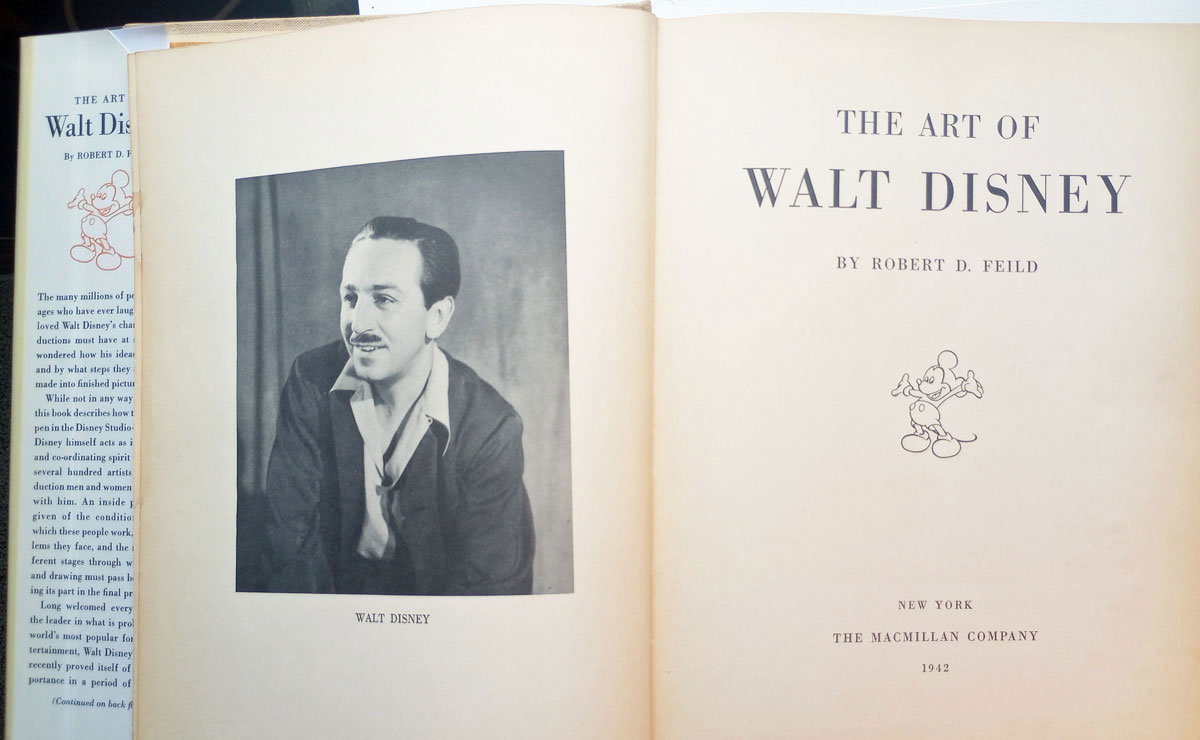 THE ART
Walt Dis
By ROBERT D. F
The many millions of pe
ages who have ever laug
loved Walt Disney's cha
ductions must have at
wondered how his idea
and by what steps they
made into finished pictur
While not in any way
this book describes how t
pen in the Disney Studio-
Disney himself acts as i
and co-ordinating spirit
several hundred artists
duction men and women
with him. An inside p
given of the conditio
which these people work,
lems they face, and the
ferent stages through w
and drawing must pass b
ing its part in the final pr
Long welcomed every
the leader in what is pro
world's most popular for
tertainment, Walt Disney
recently proved itself of
portance in a period of
(Continued on back fl
WALT DISNEY
THE ART OF
WALT DISNEY
BY ROBERT D. FEILD
NEW YORK
THE MACMILLAN COMPANY
1942